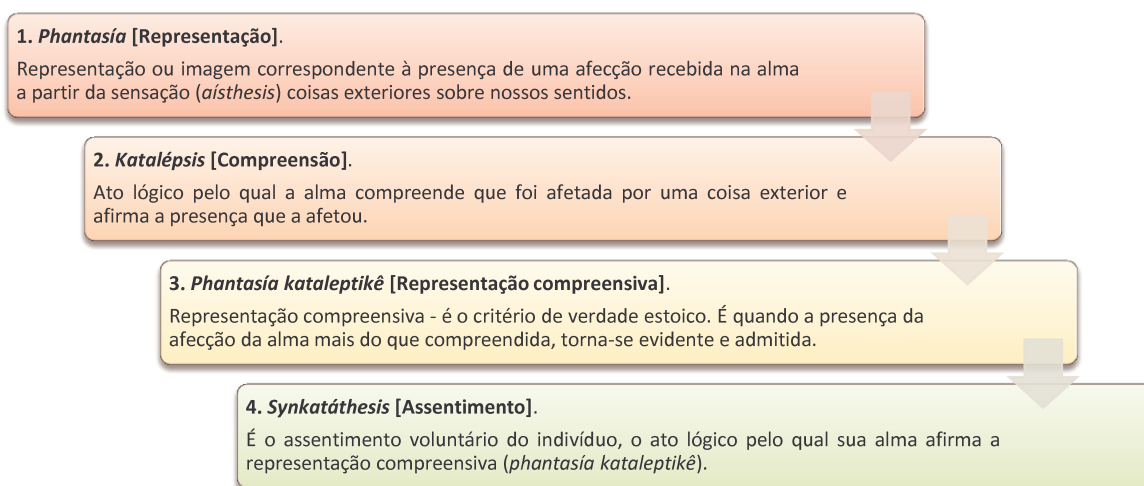 1. Phantasía [Representação].
Representação ou imagem correspondente à presença de uma afecção recebida na alma
a partir da sensação (aísthesis) coisas exteriores sobre nossos sentidos.
2. Katalépsis [Compreensão].
Ato lógico pelo qual a alma compreende que foi afetada por uma coisa exterior e
afirma a presença que a afetou.
3. Phantasía kataleptikê [Representação compreensiva].
Representação compreensiva - é o critério de verdade estoico. É quando a presença da
afecção da alma mais do que compreendida, torna-se evidente e admitida.
4. Synkatáthesis [Assentimento].
É o assentimento voluntário do indivíduo, o ato lógico pelo qual sua alma afirma a
representação compreensiva (phantasía kataleptikê).